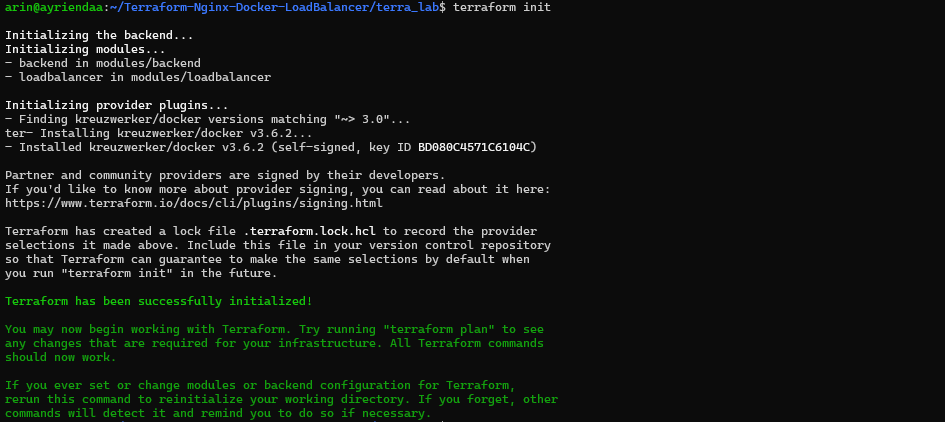 arin@ayriendaa:~/Terraform-Nginx-Docker-LoadBalancer/terra_lab$ terraform init
Initializing the backend...
Initializing modules...
- backend in modules/backend
- loadbalancer in modules/loadbalancer
Initializing provider plugins...
- Finding kreuzwerker/docker versions matching "~> 3.0"...
ter- Installing kreuzwerker/docker v3.6.2...
- Installed kreuzwerker/docker v3.6.2 (self-signed, key ID BD080C4571C6104C)
Partner and community providers are signed by their developers.
If you'd like to know more about provider signing, you can read about it here:
https://www.terraform.io/docs/cli/plugins/signing.html
Terraform has created a lock file .terraform.lock.hcl to record the provider
selections it made above. Include this file in your version control repository
so that Terraform can guarantee to make the same selections by default when
you run "terraform init" in the future.
Terraform has been successfully initialized!
You may now begin working with Terraform. Try running "terraform plan" to see
any changes that are required for your infrastructure. All Terraform commands
should now work.
If you ever set or change modules or backend configuration for Terraform,
rerun this command to reinitialize your working directory. If you forget, other
commands will detect it and remind you to do so if necessary.